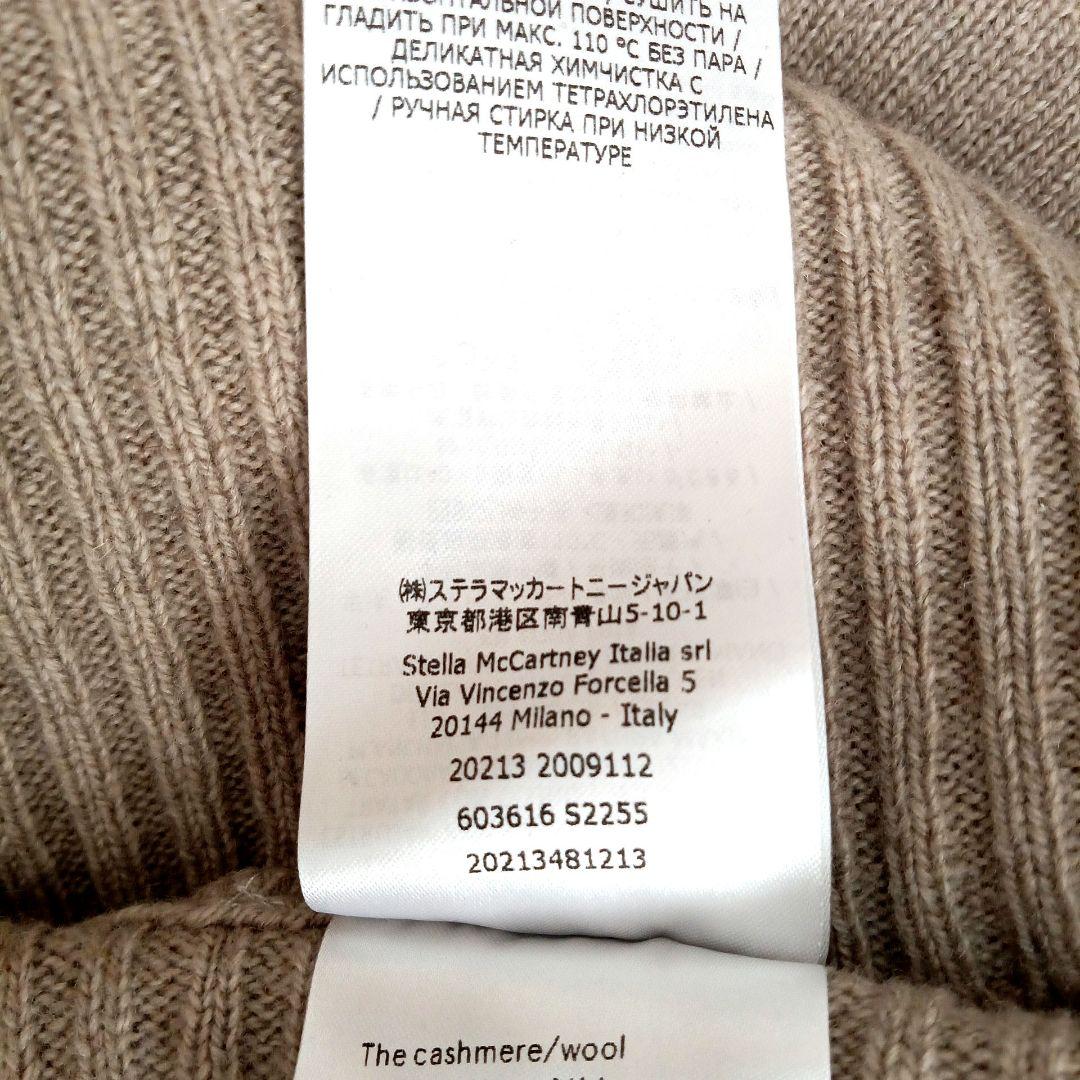 СУШИТЬ НА
ПОВЕРХНОСТИ /
ГЛАДИТЬ ПРИ МАКС. 110 °C БЕЗ ПАРА /
ДЕЛИКАТНАЯ ХИМЧИСТКА С
ИСПОЛЬЗОВАНИЕМ ТЕТРАХЛОРЭТИЛЕНА
/ РУЧНАЯ СТИРКА ПРИ НИЗКОЙ
ТЕМПЕРАТУРЕ
㈱ステラマッカートニージャパン
東京都港区南青山5-10-1
Stella McCartney Italia srl
Via Vincenzo Forcella 5
20144 Milano - Italy
20213 2009112
603616 S2255
20213481213
The cashmere/wool